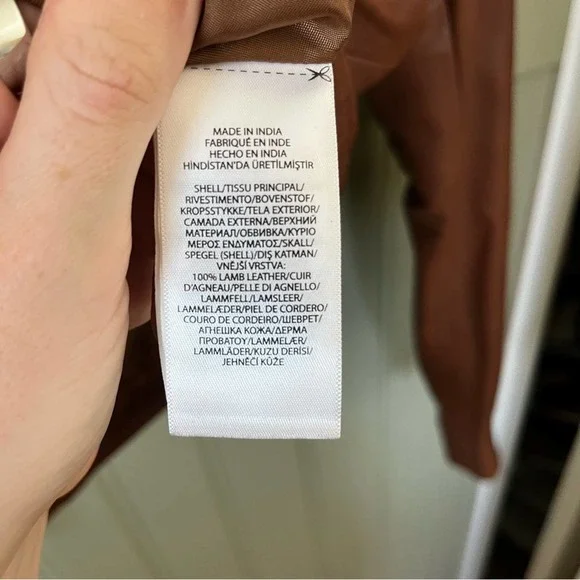 MADE IN INDIA
FABRIQUÉ EN INDE
HECHO EN INDIA
HİNDİSTAN'DA ÜRETİLMİŞTİR
SHELL/TISSU PRINCIPAL/
RIVESTIMENTO/BOVENSTOF/
KROPSSTYKKE/TELA EXTERIOR/
CAMADA EXTERNA/ВЕРХНИЙ
МАТЕРИАЛ/ОБВИВКА/ΚΥΡΙΟ
ΜΕΡΟΣ ΕΝΔΥΜΑΤΟΣ/SKALL/
SPEGEL (SHELL)/DIŞ KATMAN/
VNĚJŠÍ VRSTVA:
100% LAMB LEATHER/CUIR
D'AGNEAU/PELLE DI AGNELLO/
LAMMFELL/LAMSLEER/
LAMMELÆDER/PIEL DE CORDERO/
COURO DE CORDEIRO/ШЕВРЕТ/
АГНЕШКА КОЖА/ΔΕΡΜΑ
ΠΡΟΒΑΤΟΥ/LAMMELÆR/
LAMMLÄDER/KUZU DERİSİ/
JEHNĚČÍ KŮŽE